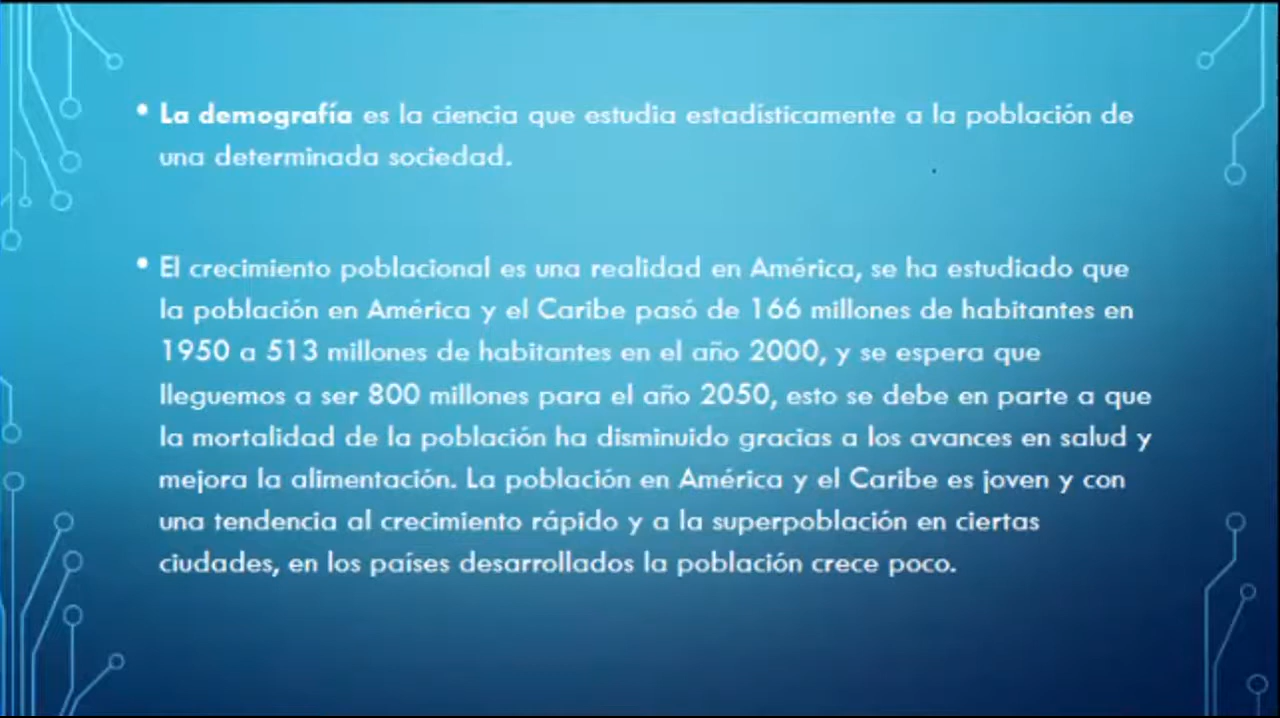 • La demografía es la ciencia que estudia estadísticamente a la población de
una determinada sociedad.
• El crecimiento poblacional es una realidad en América, se ha estudiado que
la población en América y el Caribe pasó de 166 millones de habitantes en
1950 a 513 millones de habitantes en el año 2000, y se espera que
lleguemos a ser 800 millones para el año 2050, esto se debe en parte a que
la mortalidad de la población ha disminuido gracias a los avances en salud y
mejora la alimentación. La población en América y el Caribe es joven y con
una tendencia al crecimiento rápido y a la superpoblación en ciertas
ciudades, en los países desarrollados la población crece poco.